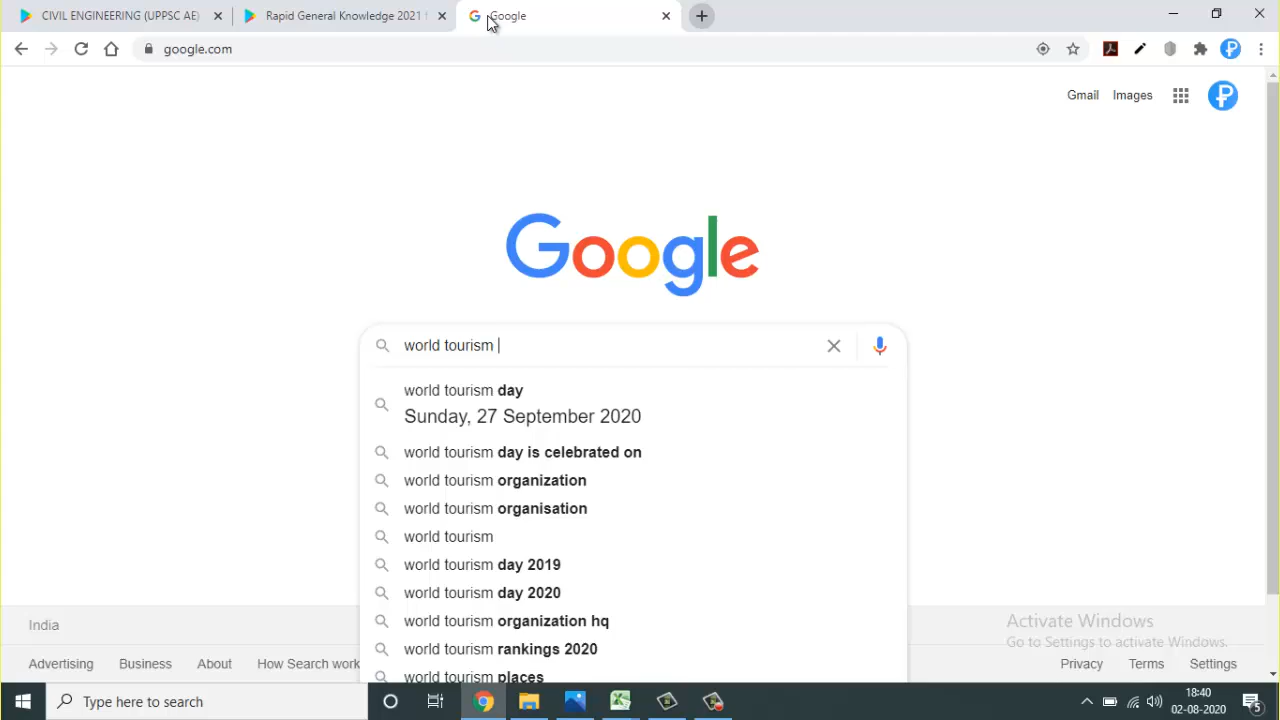 CIVIL ENGINEERING (UPPSC AE)
Rapid General Knowledge 2021 f
Google
google.com
Gmail
Images
Google
world tourism
world tourism day
Sunday, 27 September 2020
world tourism day is celebrated on
world tourism organization
world tourism organisation
world tourism
world tourism day 2019
world tourism day 2020
world tourism organization hq
world tourism rankings 2020
world tourism places
India
Activate Windows
Go to Settings to activate Windows.
Advertising
Business
About
How Search work
Privacy
Terms
Settings
Type here to search
18:40
02-08-2020
5